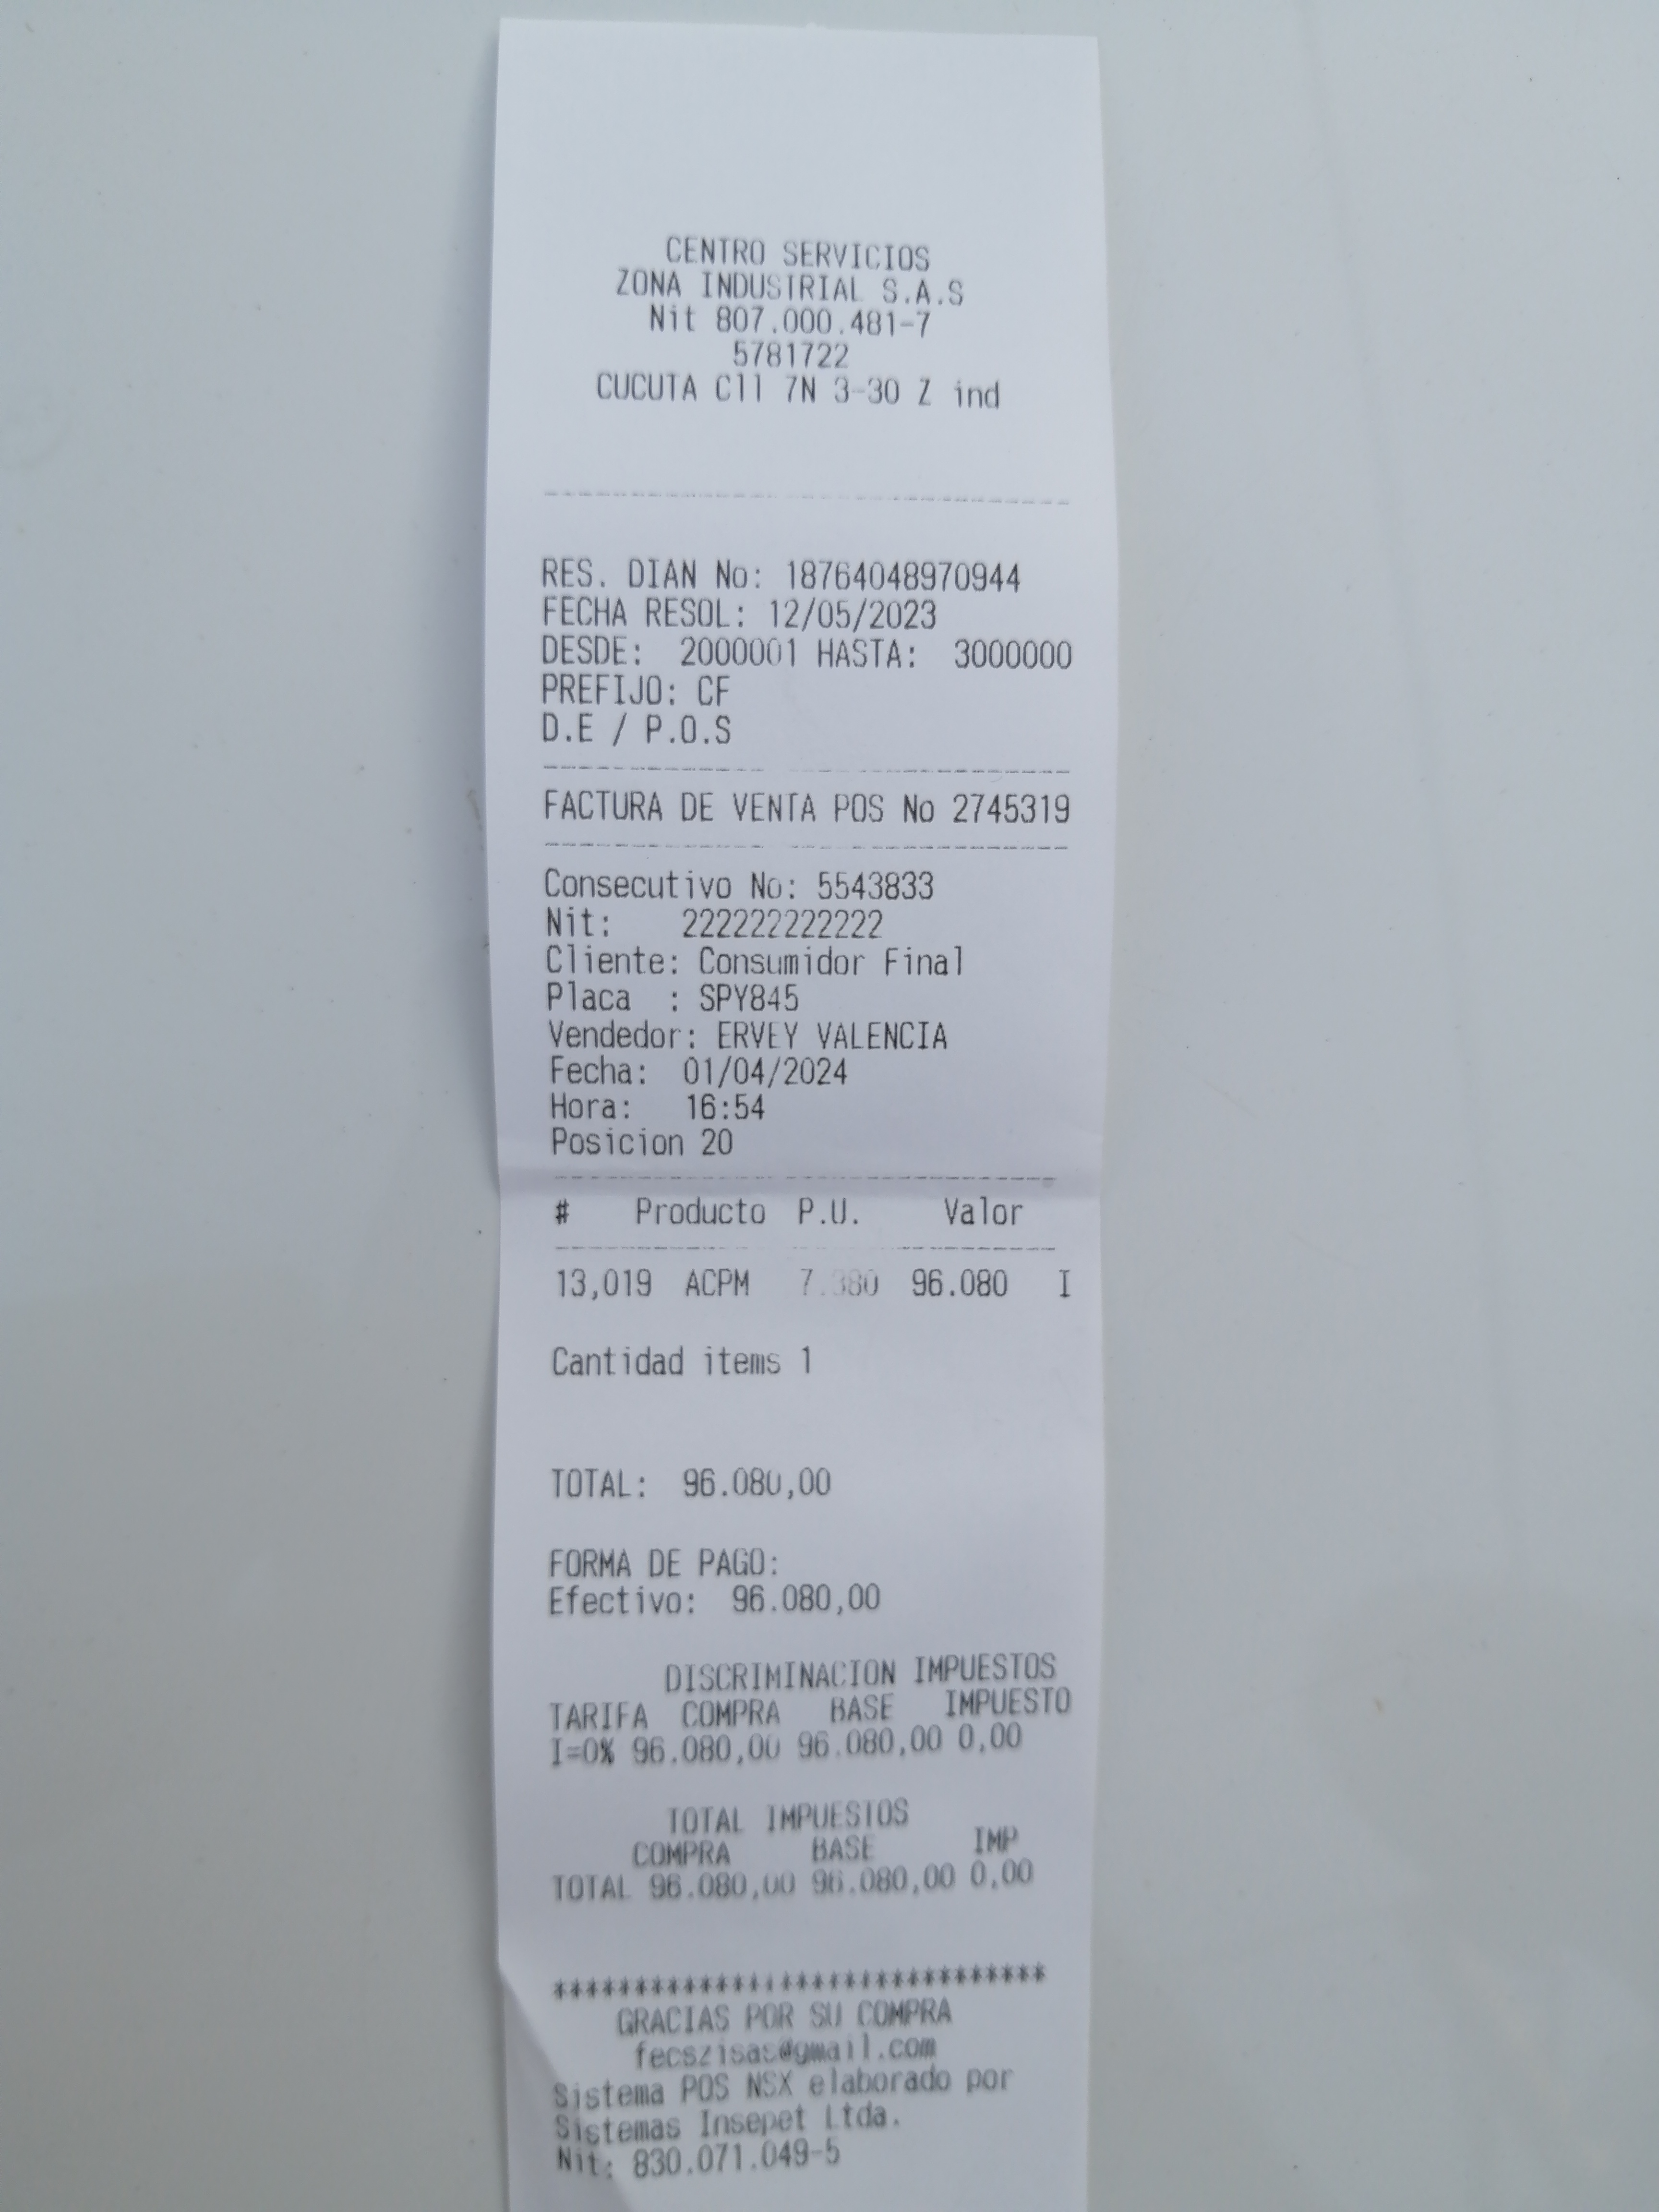 CENTRO SERVICIOS
ZONA INDUSTRIAL S.A.S
Nit 807.000.481-7
5781722
CUCUTA Cll 7N 3-30 Z ind
RES. DIAN No: 18764048970944
FECHA RESOL: 12/05/2023
DESDE: 2000001 HASTA: 3000000
PREFIJO: CF
D.E / P.O.S
FACTURA DE VENTA POS No 2745319
Consecutivo No: 5543833
Nit: 222222222222
Cliente: Consumidor Final
Placa : SPY845
Vendedor: ERVEY VALENCIA
Fecha: 01/04/2024
Hora: 16:54
Posicion 20
# Producto P.U. Valor
13,019 ACPM 7.380 96.080 I
Cantidad items 1
TOTAL: 96.080,00
FORMA DE PAGO:
Efectivo: 96.080,00
DISCRIMINACION IMPUESTOS
TARIFA COMPRA BASE IMPUESTO
I=0% 96.080,00 96.080,00 0,00
TOTAL IMPUESTOS
COMPRA BASE IMP
TOTAL 96.080,00 96.080,00 0,00
******************************
GRACIAS POR SU COMPRA
fecszisas@gmail.com
Sistema POS NSX elaborado por
Sistemas Insepet Ltda.
Nit: 830.071.049-5